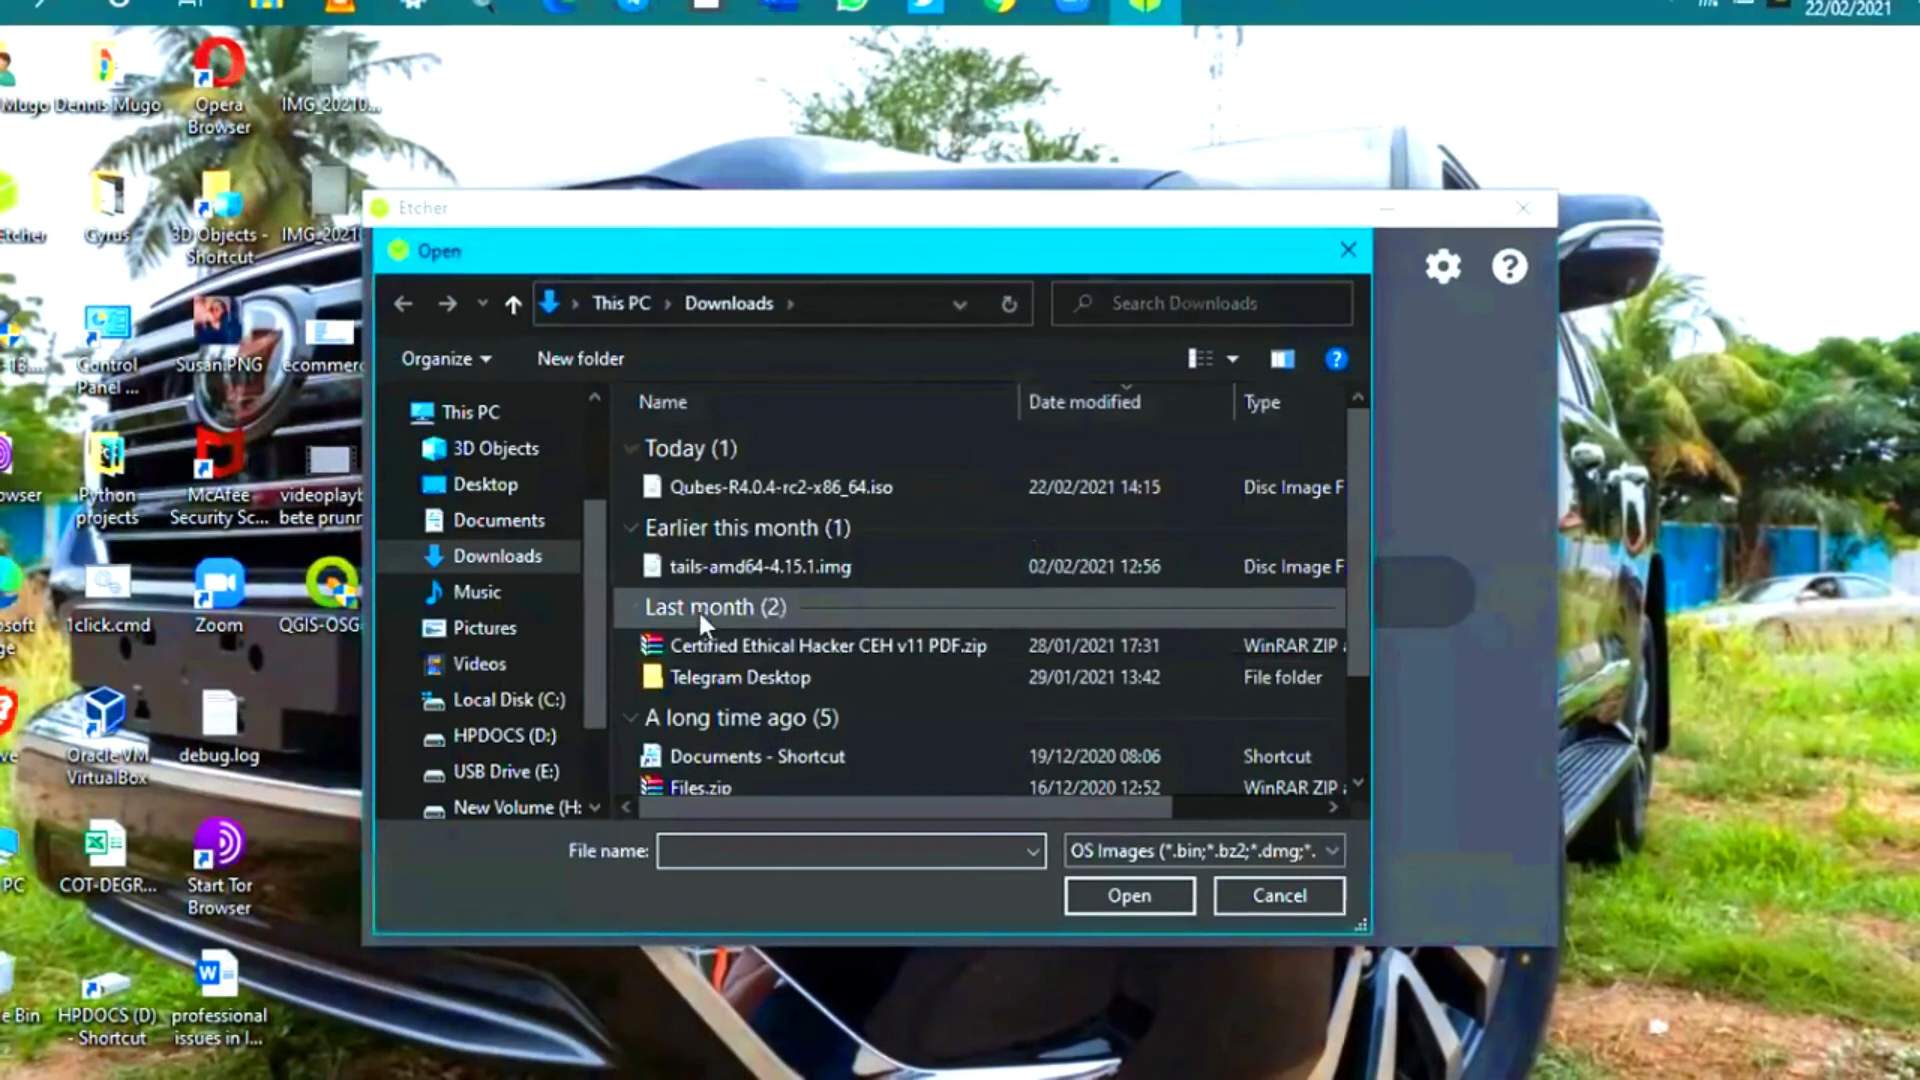 22/02/2021
Mugo
Dennis Mugo
Opera
Browser
IMG_20210...
Etcher
Cyrus
3D Objects -
Shortcut
IMG_2021
Etcher
Open
This PC
Downloads
Search Downloads
Organize
New folder
Name
Date modified
Type
This PC
3D Objects
Desktop
Documents
Downloads
Music
Pictures
Videos
Local Disk (C:)
HPDOCS (D:)
USB Drive (E:)
New Volume (H:
Today (1)
Qubes-R4.0.4-rc2-x86_64.iso 22/02/2021 14:15 Disc Image F
Earlier this month (1)
tails-amd64-4.15.1.img 02/02/2021 12:56 Disc Image F
Last month (2)
Certified Ethical Hacker CEH v11 PDF.zip 28/01/2021 17:31 WinRAR ZIP
Telegram Desktop 29/01/2021 13:42 File folder
A long time ago (5)
Documents - Shortcut 19/12/2020 08:06 Shortcut
Files.zip 16/12/2020 12:52 WinRAR ZIP
File name:
OS Images (*.bin;*.bz2;*.dmg;*.
Open
Cancel
Control
Panel ...
Susan.PNG
ecommerc
owser
Python
projects
McAfee
Security Sc...
videoplayb
bete prunr
soft
ge
1click.cmd
Zoom
QGIS-OSG
ve
Oracle VM
VirtualBox
debug.log
PC
COT-DEGR...
Start Tor
Browser
e Bin
HPDOCS (D)
- Shortcut
professional
issues in I...